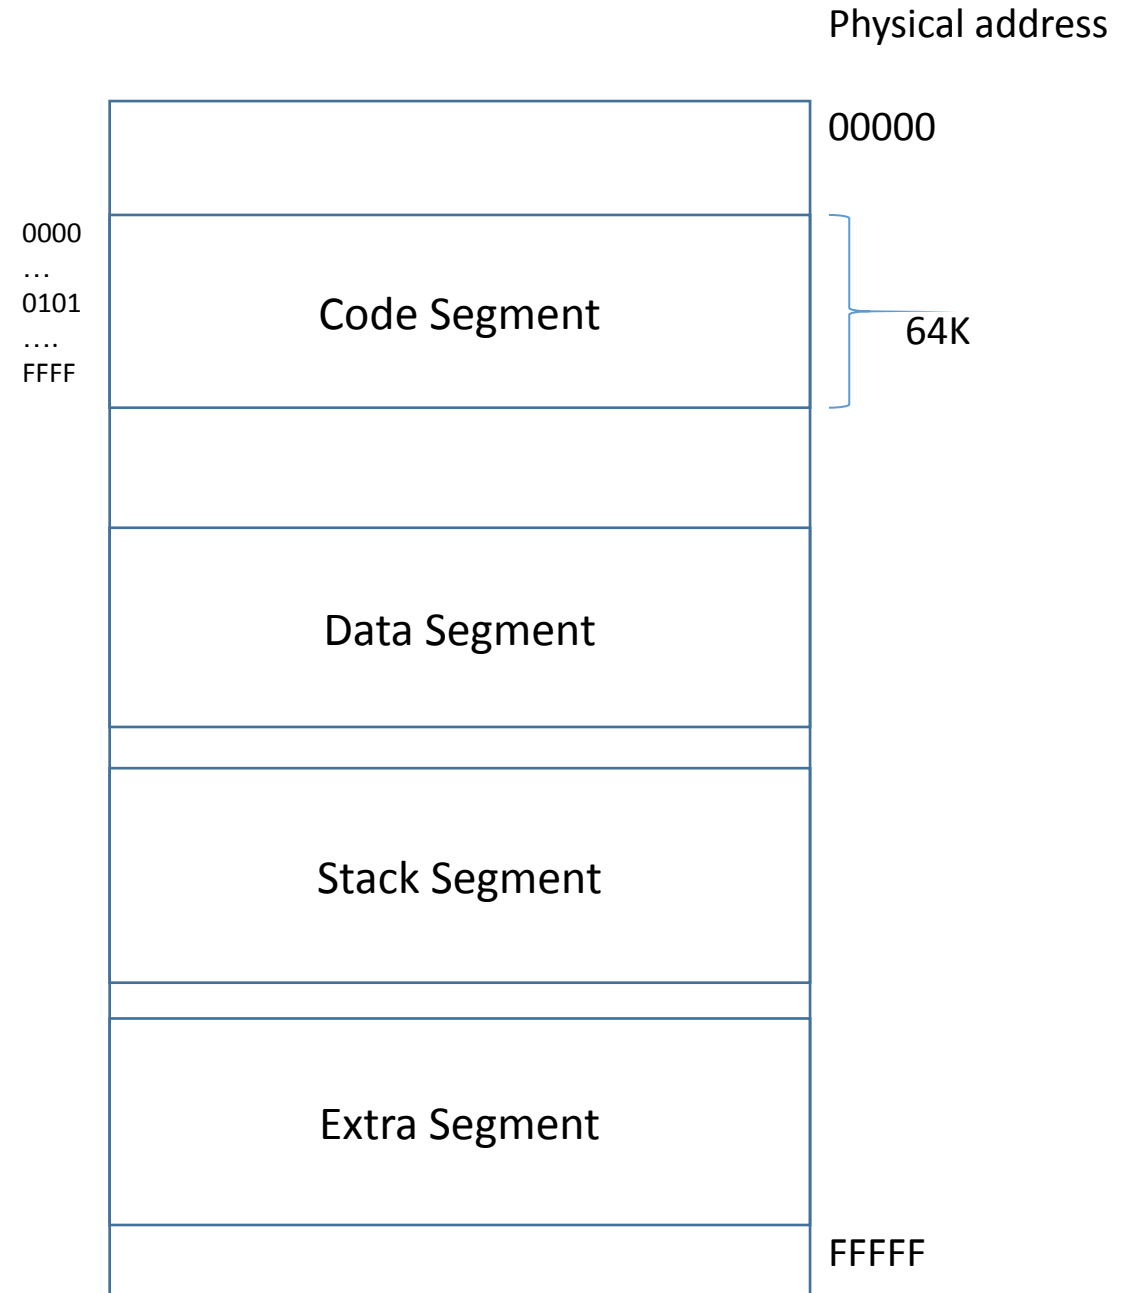 Physical address
00000
0000
…
0101
….
FFFF
Code Segment
64K
Data Segment
Stack Segment
Extra Segment
FFFFF